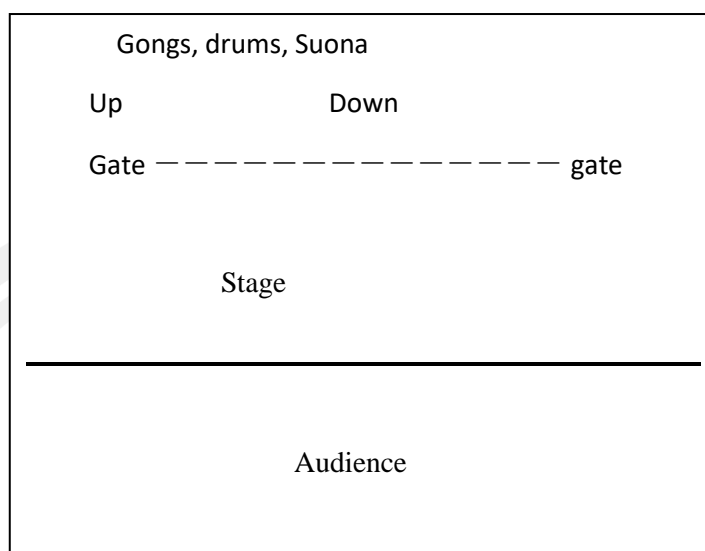 Gongs, drums, Suona
Up Down
Gate —————————————— gate
Stage
Audience